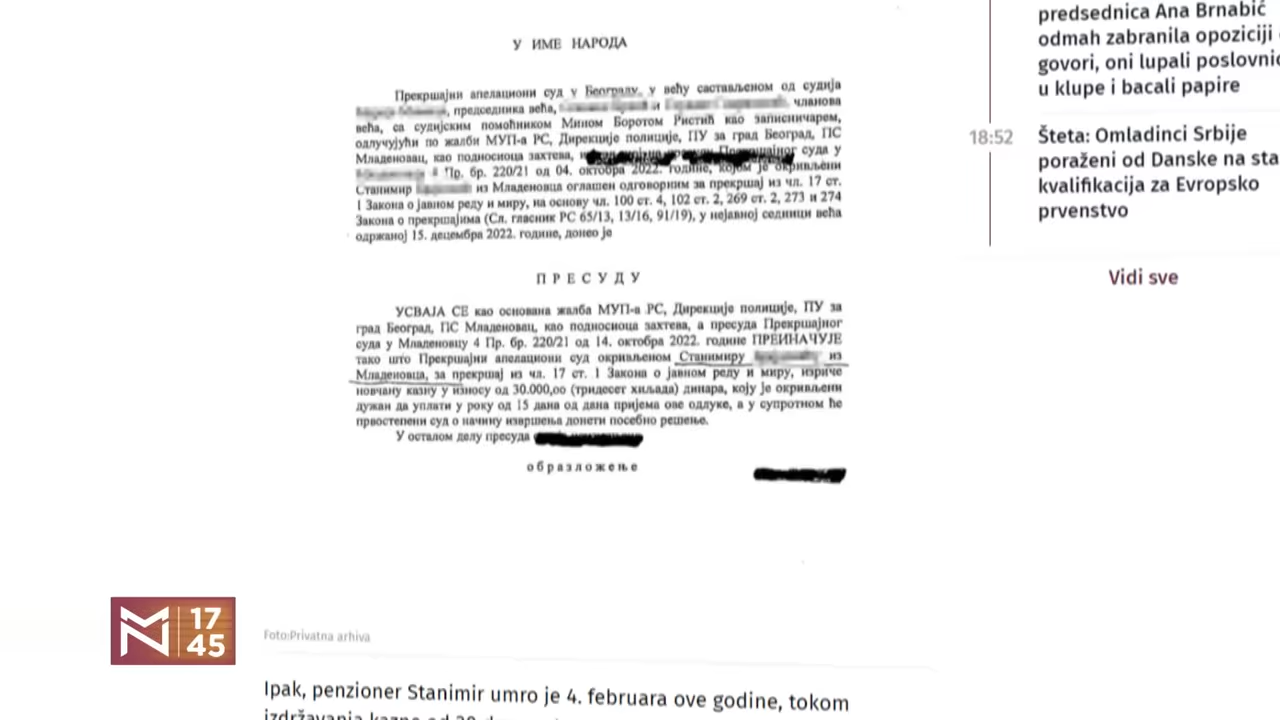 У ИМЕ НАРОДА
Прекршајни апелациони суд у Београду, у већу састављеном од судија
председника већа, и чланова
већа, са судијским помоћником Мином Боротом Ристић као записничарем,
одлучујући по жалби МУП-а РС, Дирекције полиције, ПУ за град Београд, ПС
Младеновац, као подносиоца захтева, Прекршајног суда у
4 Пр. бр. 220/21 од 04. октобра 2022. године, којом је окривљени
Станимир из Младеновца оглашен одговорним за прекршај из чл. 17 ст.
1 Закона о јавном реду и миру, на основу чл. 100 ст. 4, 102 ст. 2, 269 ст. 2, 273 и 274
Закона о прекршајима (Сл. гласник РС 65/13, 13/16, 91/19), у нејавној седници већа
одржаној 15. децембра 2022. године, донео је
П Р Е С У Д У
УСВАЈА СЕ као основана жалба МУП-а РС, Дирекције полиције, ПУ за
град Београд, ПС Младеновац, као подносиоца захтева, а пресуда Прекршајног
суда у Младеновцу 4 Пр. бр. 220/21 од 14. октобра 2022. године ПРЕИНАЧУЈЕ
тако што Прекршајни апелациони суд окривљеном Станимиру из
Младеновца, за прекршај из чл. 17 ст. 1 Закона о јавном реду и миру, изриче
новчану казну у износу од 30.000,оо (тридесет хиљада) динара, коју је окривљени
дужан да уплати у року од 15 дана од дана пријема ове одлуке, а у супротном ће
првостепени суд о начину извршења донети посебно решење.
У осталом делу пресуда
о б р а з л о ж е њ е
predsednica Ana Brnabić
odmah zabranila opoziciji
govori, oni lupali
u klupe i bacali papire
18:52
Šteta: Omladinci Srbije
poraženi od Danske na
kvalifikacija za Evropsko
prvenstvo
Vidi sve
17
45
Foto:Privatna arhiva
Ipak, penzioner Stanimir umro je 4. februara ove godine, tokom